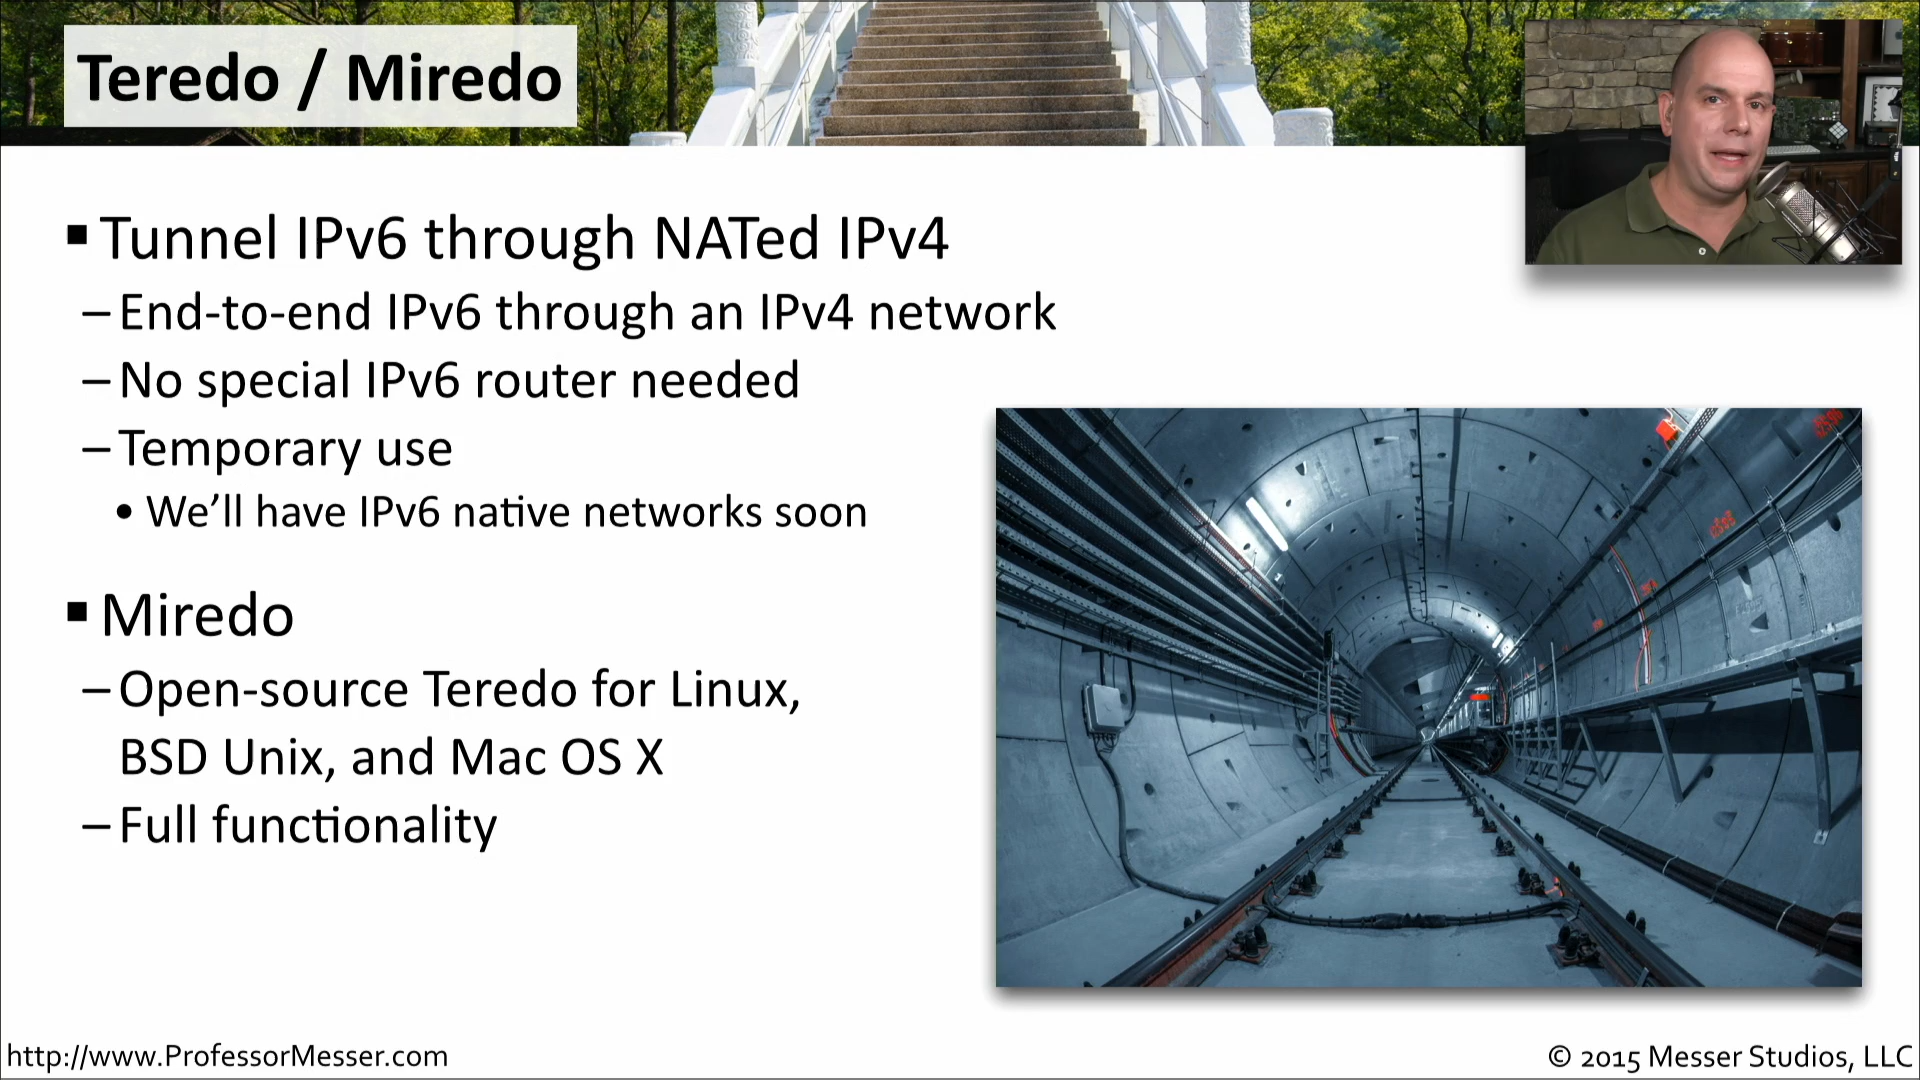 Teredo / Miredo
▪ Tunnel IPv6 through NATed IPv4
– End-to-end IPv6 through an IPv4 network
– No special IPv6 router needed
– Temporary use
• We’ll have IPv6 native networks soon
▪ Miredo
– Open-source Teredo for Linux,
BSD Unix, and Mac OS X
– Full functionality
http://www.ProfessorMesser.com
© 2015 Messer Studios, LLC